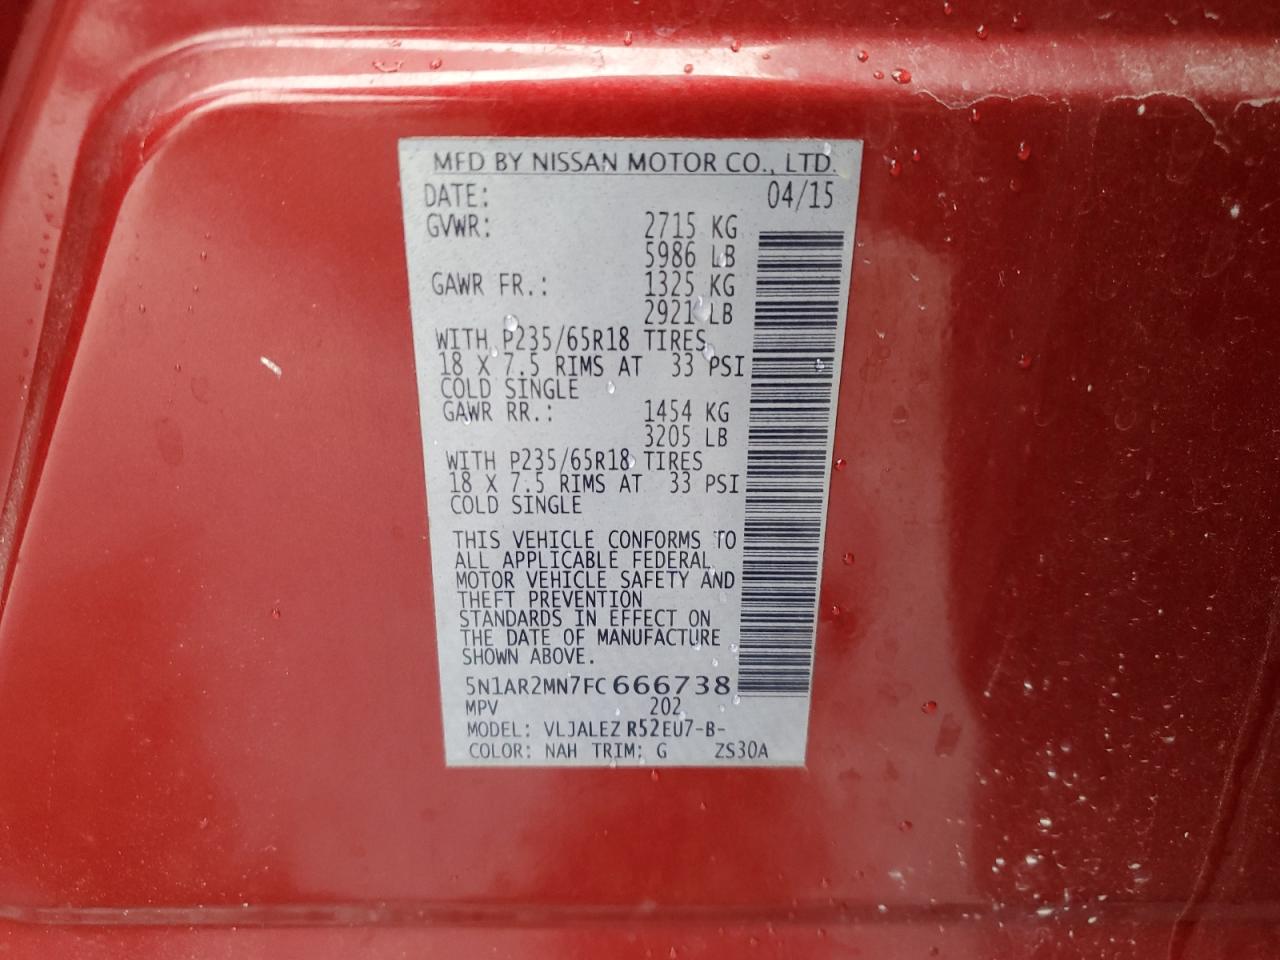 MFD BY NISSAN MOTOR CO., LTD.
DATE: 04/15
GVWR: 2715 KG
5986 LB
GAWR FR.: 1325 KG
2921 LB
WITH P235/65R18 TIRES
18 X 7.5 RIMS AT 33 PSI
COLD SINGLE
GAWR RR.: 1454 KG
3205 LB
WITH P235/65R18 TIRES
18 X 7.5 RIMS AT 33 PSI
COLD SINGLE
THIS VEHICLE CONFORMS TO
ALL APPLICABLE FEDERAL
MOTOR VEHICLE SAFETY AND
THEFT PREVENTION
STANDARDS IN EFFECT ON
THE DATE OF MANUFACTURE
SHOWN ABOVE.
5N1AR2MN7FC666738
MPV 202
MODEL: VLJALEZ R52EU7-B-
COLOR: NAH TRIM: G ZS30A